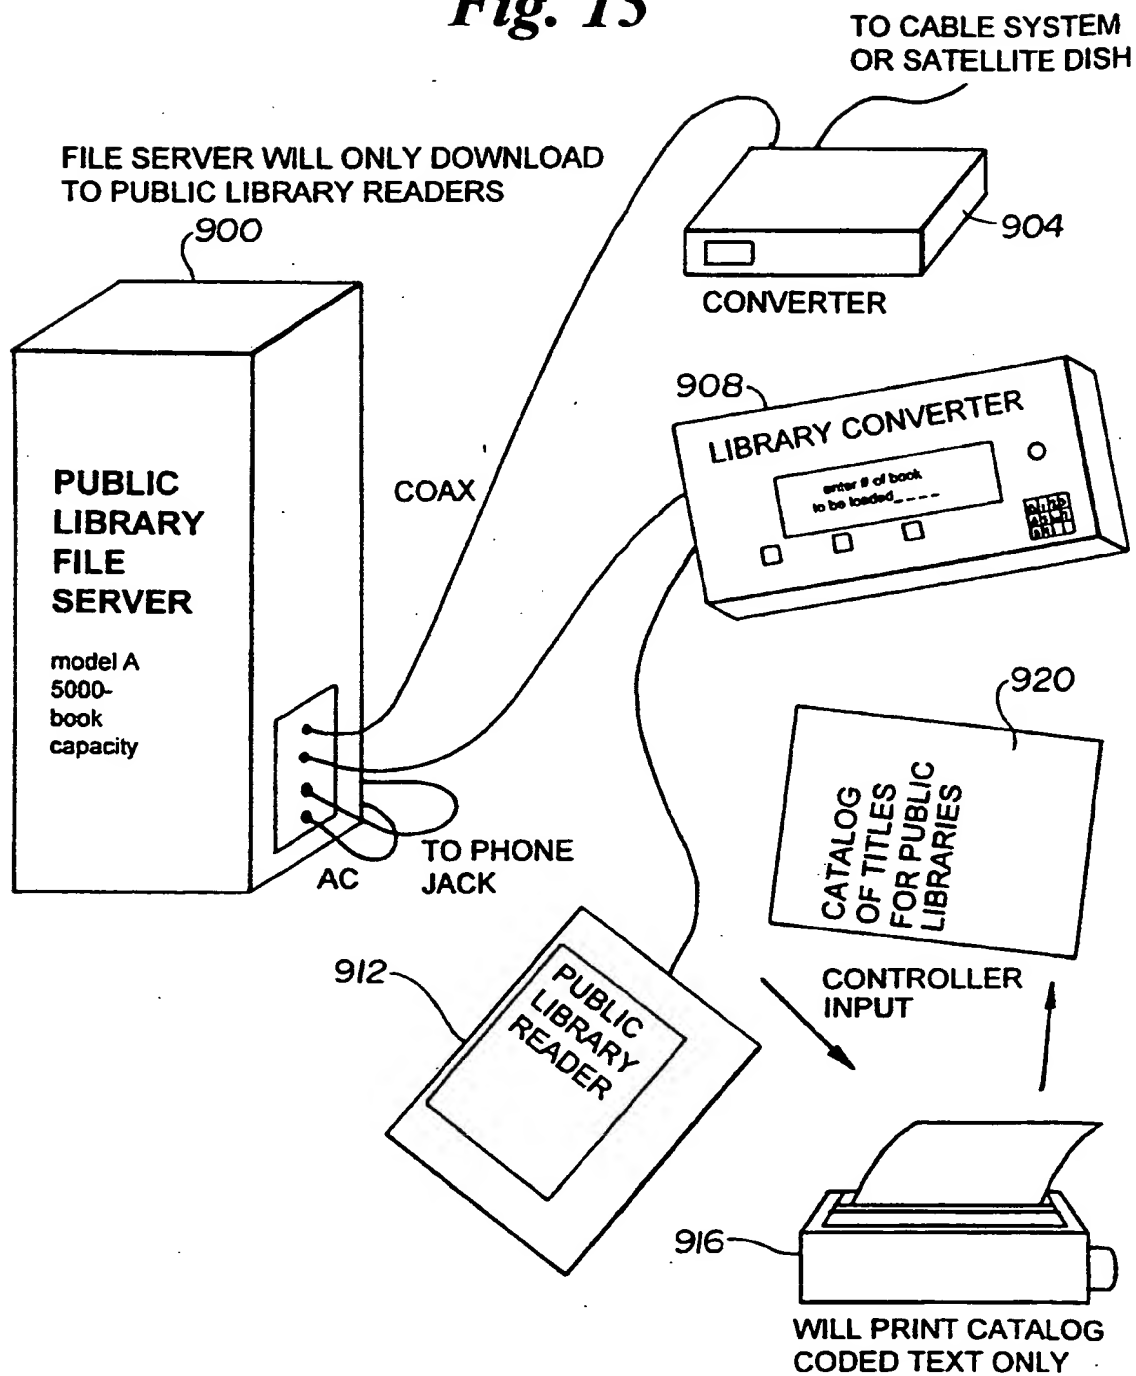 Fig. 15
TO CABLE SYSTEM
OR SATELLITE DISH
FILE SERVER WILL ONLY DOWNLOAD
TO PUBLIC LIBRARY READERS
900
904
CONVERTER
908
LIBRARY CONVERTER
enter # of book
to be loaded_ _ _ _
COAX
PUBLIC
LIBRARY
FILE
SERVER
model A
5000-
book
capacity
AC
TO PHONE
JACK
920
CATALOG
OF TITLES
FOR PUBLIC
LIBRARIES
912
PUBLIC
LIBRARY
READER
CONTROLLER
INPUT
916
WILL PRINT CATALOG
CODED TEXT ONLY